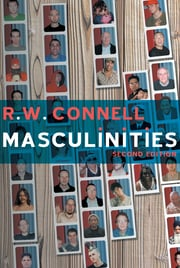 R.W. CONNELL
MASCULINITIES
SECOND EDITION